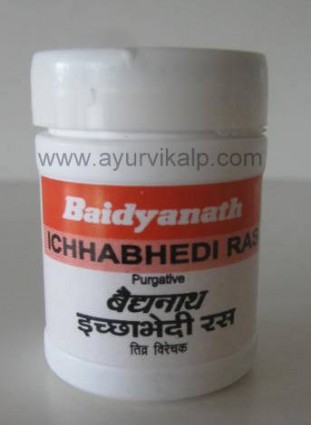 www.ayurvikalp.com
Baidyanath
ICHHABHEDI RAS
Purgative
बैद्यनाथ
इच्छाभेदी रस
तिव्र विरेचक